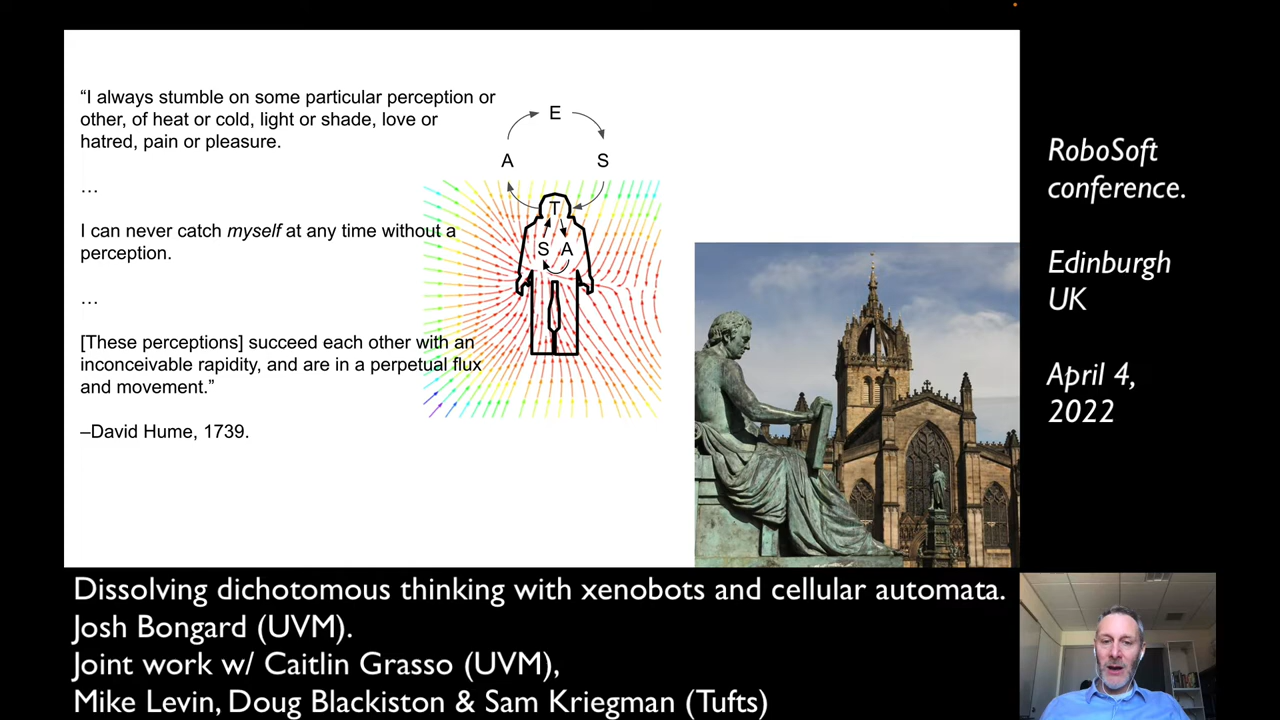 “I always stumble on some particular perception or
other, of heat or cold, light or shade, love or
hatred, pain or pleasure.
…
I can never catch myself at any time without a
perception.
…
[These perceptions] succeed each other with an
inconceivable rapidity, and are in a perpetual flux
and movement.”
–David Hume, 1739.
E
A
S
T
S
A
RoboSoft
conference.
Edinburgh
UK
April 4,
2022
Dissolving dichotomous thinking with xenobots and cellular automata.
Josh Bongard (UVM).
Joint work w/ Caitlin Grasso (UVM),
Mike Levin, Doug Blackiston & Sam Kriegman (Tufts)